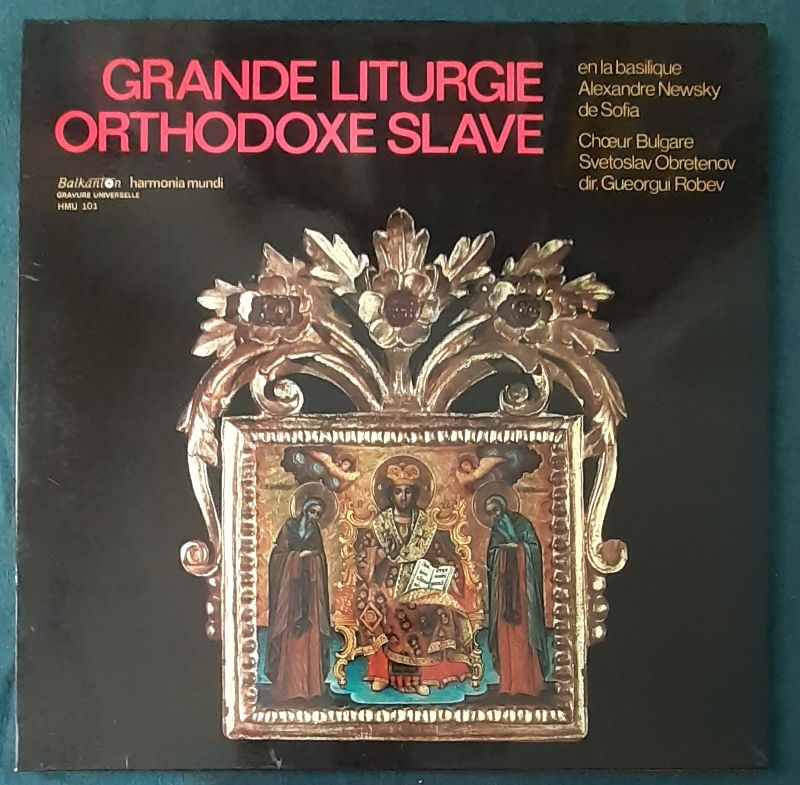 GRANDE LITURGIE
ORTHODOXE SLAVE
en la basilique
Alexandre Newsky
de Sofia
Chœur Bulgare
Svetoslav Obretenov
dir. Gueorgui Robev
Balkanton harmonia mundi
GRAVURE UNIVERSELLE
HMU 101